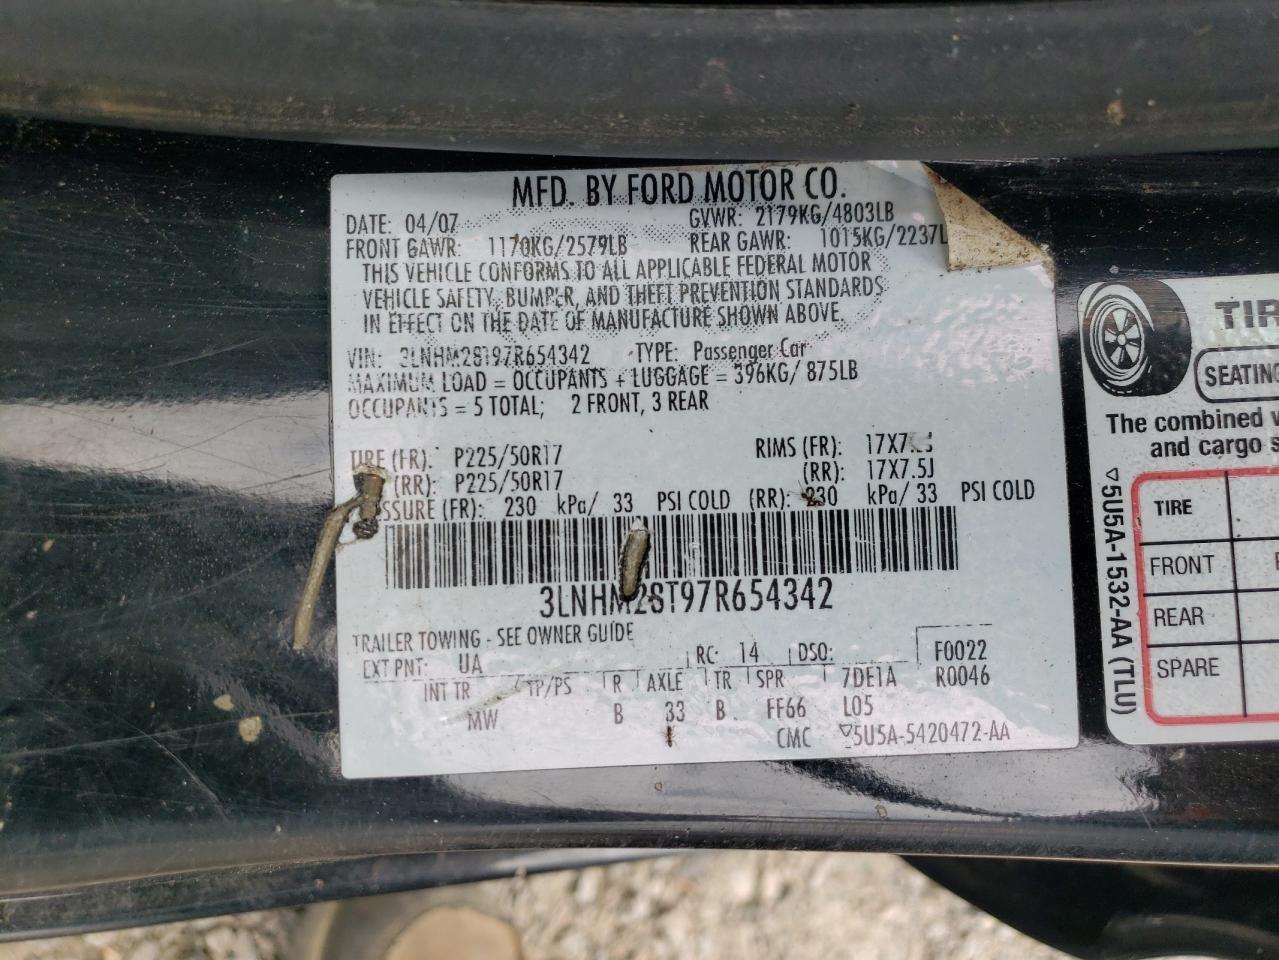 MFD. BY FORD MOTOR CO.
DATE: 04/07 GVWR: 2179KG/4803LB
FRONT GAWR: 1170KG/2579LB REAR GAWR: 1015KG/2237L
THIS VEHICLE CONFORMS TO ALL APPLICABLE FEDERAL MOTOR
VEHICLE SAFETY, BUMPER, AND THEFT PREVENTION STANDARDS
IN EFFECT ON THE DATE OF MANUFACTURE SHOWN ABOVE.
VIN: 3LNHM28T97R654342 TYPE: Passenger Car
MAXIMUM LOAD = OCCUPANTS + LUGGAGE = 396KG/ 875LB
OCCUPANTS = 5 TOTAL; 2 FRONT, 3 REAR
TIRE (FR): P225/50R17 RIMS (FR): 17X7.5J
(RR): P225/50R17 (RR): 17X7.5J
SSURE (FR): 230 kPa/ 33 PSI COLD (RR): 230 kPa/ 33 PSI COLD
3LNHM28T97R654342
TRAILER TOWING - SEE OWNER GUIDE
EXT PNT: UA RC: 14 DSO: F0022
INT TR TP/PS R AXLE TR SPR 7DE1A R0046
MW B 33 B FF66 L05
CMC ▽5U5A-5420472-AA
TIR
SEATING
The combined w
and cargo s
TIRE
FRONT
REAR
SPARE
▽5U5A-1532-AA (TLU)